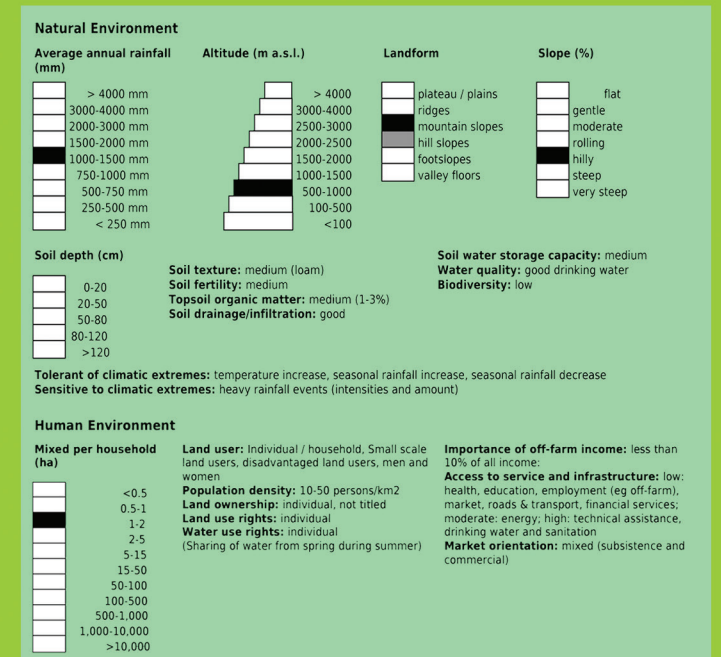 Natural Environment
Average annual rainfall
(mm)
> 4000 mm
3000-4000 mm
2000-3000 mm
1500-2000 mm
1000-1500 mm
750-1000 mm
500-750 mm
250-500 mm
< 250 mm
Altitude (m a.s.l.)
> 4000
3000-4000
2500-3000
2000-2500
1500-2000
1000-1500
500-1000
100-500
<100
Landform
plateau / plains
ridges
mountain slopes
hill slopes
footslopes
valley floors
Slope (%)
flat
gentle
moderate
rolling
hilly
steep
very steep
Soil depth (cm)
0-20
20-50
50-80
80-120
>120
Soil texture: medium (loam)
Soil fertility: medium
Topsoil organic matter: medium (1-3%)
Soil drainage/infiltration: good
Soil water storage capacity: medium
Water quality: good drinking water
Biodiversity: low
Tolerant of climatic extremes: temperature increase, seasonal rainfall increase, seasonal rainfall decrease
Sensitive to climatic extremes: heavy rainfall events (intensities and amount)
Human Environment
Mixed per household
(ha)
<0.5
0.5-1
1-2
2-5
5-15
15-50
50-100
100-500
500-1,000
1,000-10,000
>10,000
Land user: Individual / household, Small scale
land users, disadvantaged land users, men and
women
Population density: 10-50 persons/km2
Land ownership: individual, not titled
Land use rights: individual
Water use rights: individual
(Sharing of water from spring during summer)
Importance of off-farm income: less than
10% of all income:
Access to service and infrastructure: low:
health, education, employment (eg off-farm),
market, roads & transport, financial services;
moderate: energy; high: technical assistance,
drinking water and sanitation
Market orientation: mixed (subsistence and
commercial)